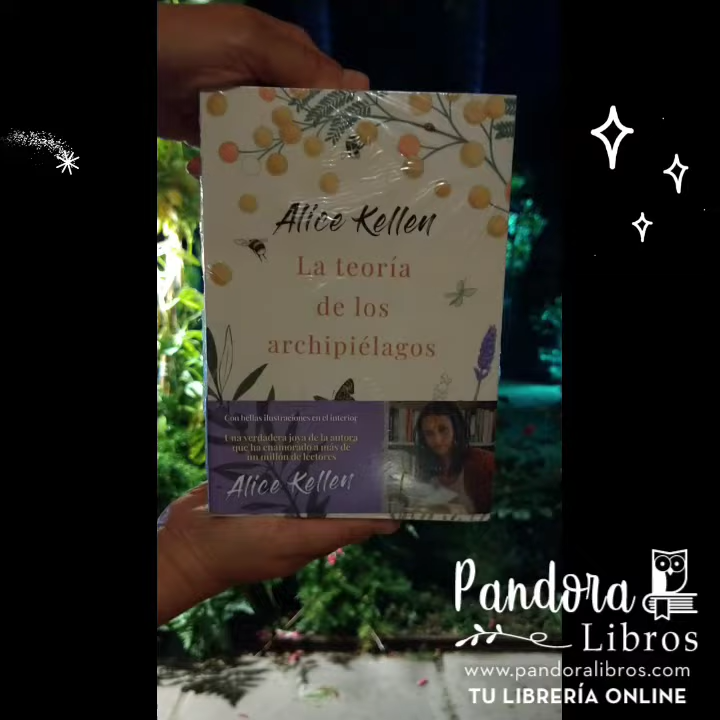 Alice Kellen
La teoría
de los
archipiélagos
Con bellas ilustraciones en el interior
Una verdadera joya de la autora
que ha enamorado a más de
un millón de lectores
Alice Kellen
Pandora
Libros
www.pandoralibros.com
TU LIBRERÍA ONLINE